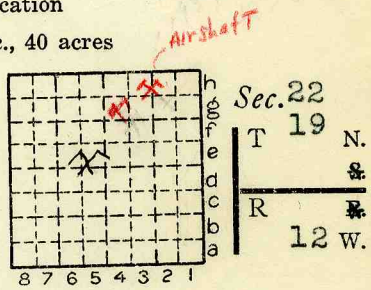 cation
c., 40 acres
AirshafT
Sec. 22
T 19 N.
S.
R E.
12 W.
h
g
f
e
d
c
b
a
8 7 6 5 4 3 2 1